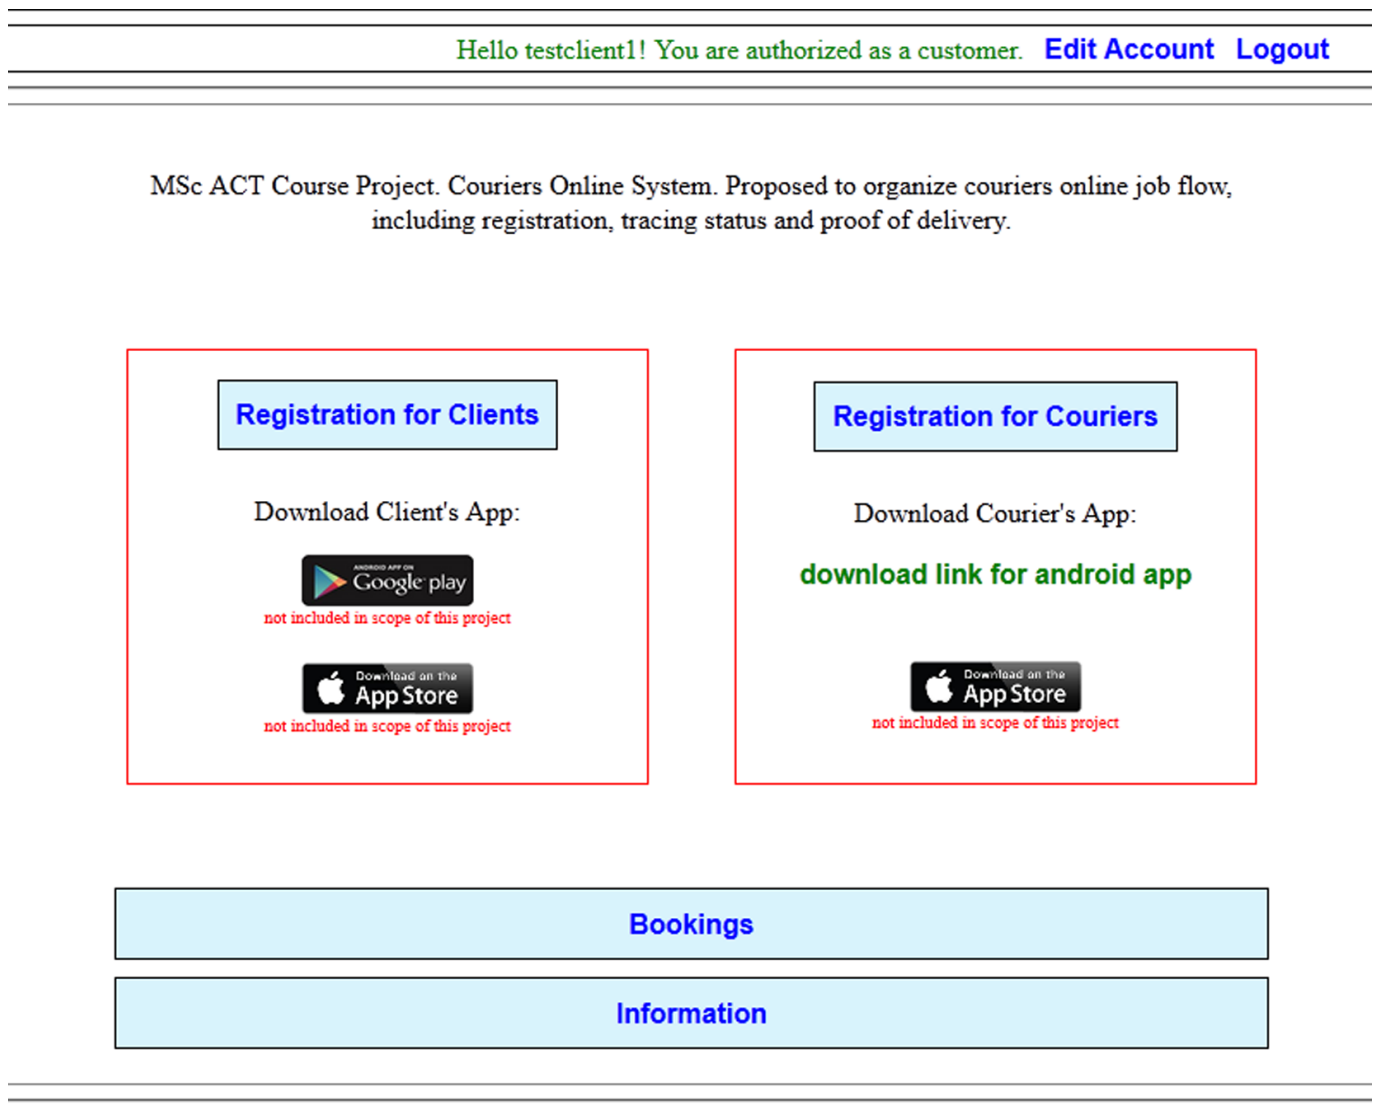 Hello testclient1! You are authorized as a customer. Edit Account Logout
MSc ACT Course Project. Couriers Online System. Proposed to organize couriers online job flow,
including registration, tracing status and proof of delivery.
Registration for Clients
Download Client's App:
ANDROID APP ON
Google play
not included in scope of this project
Download on the
App Store
not included in scope of this project
Registration for Couriers
Download Courier's App:
download link for android app
Download on the
App Store
not included in scope of this project
Bookings
Information